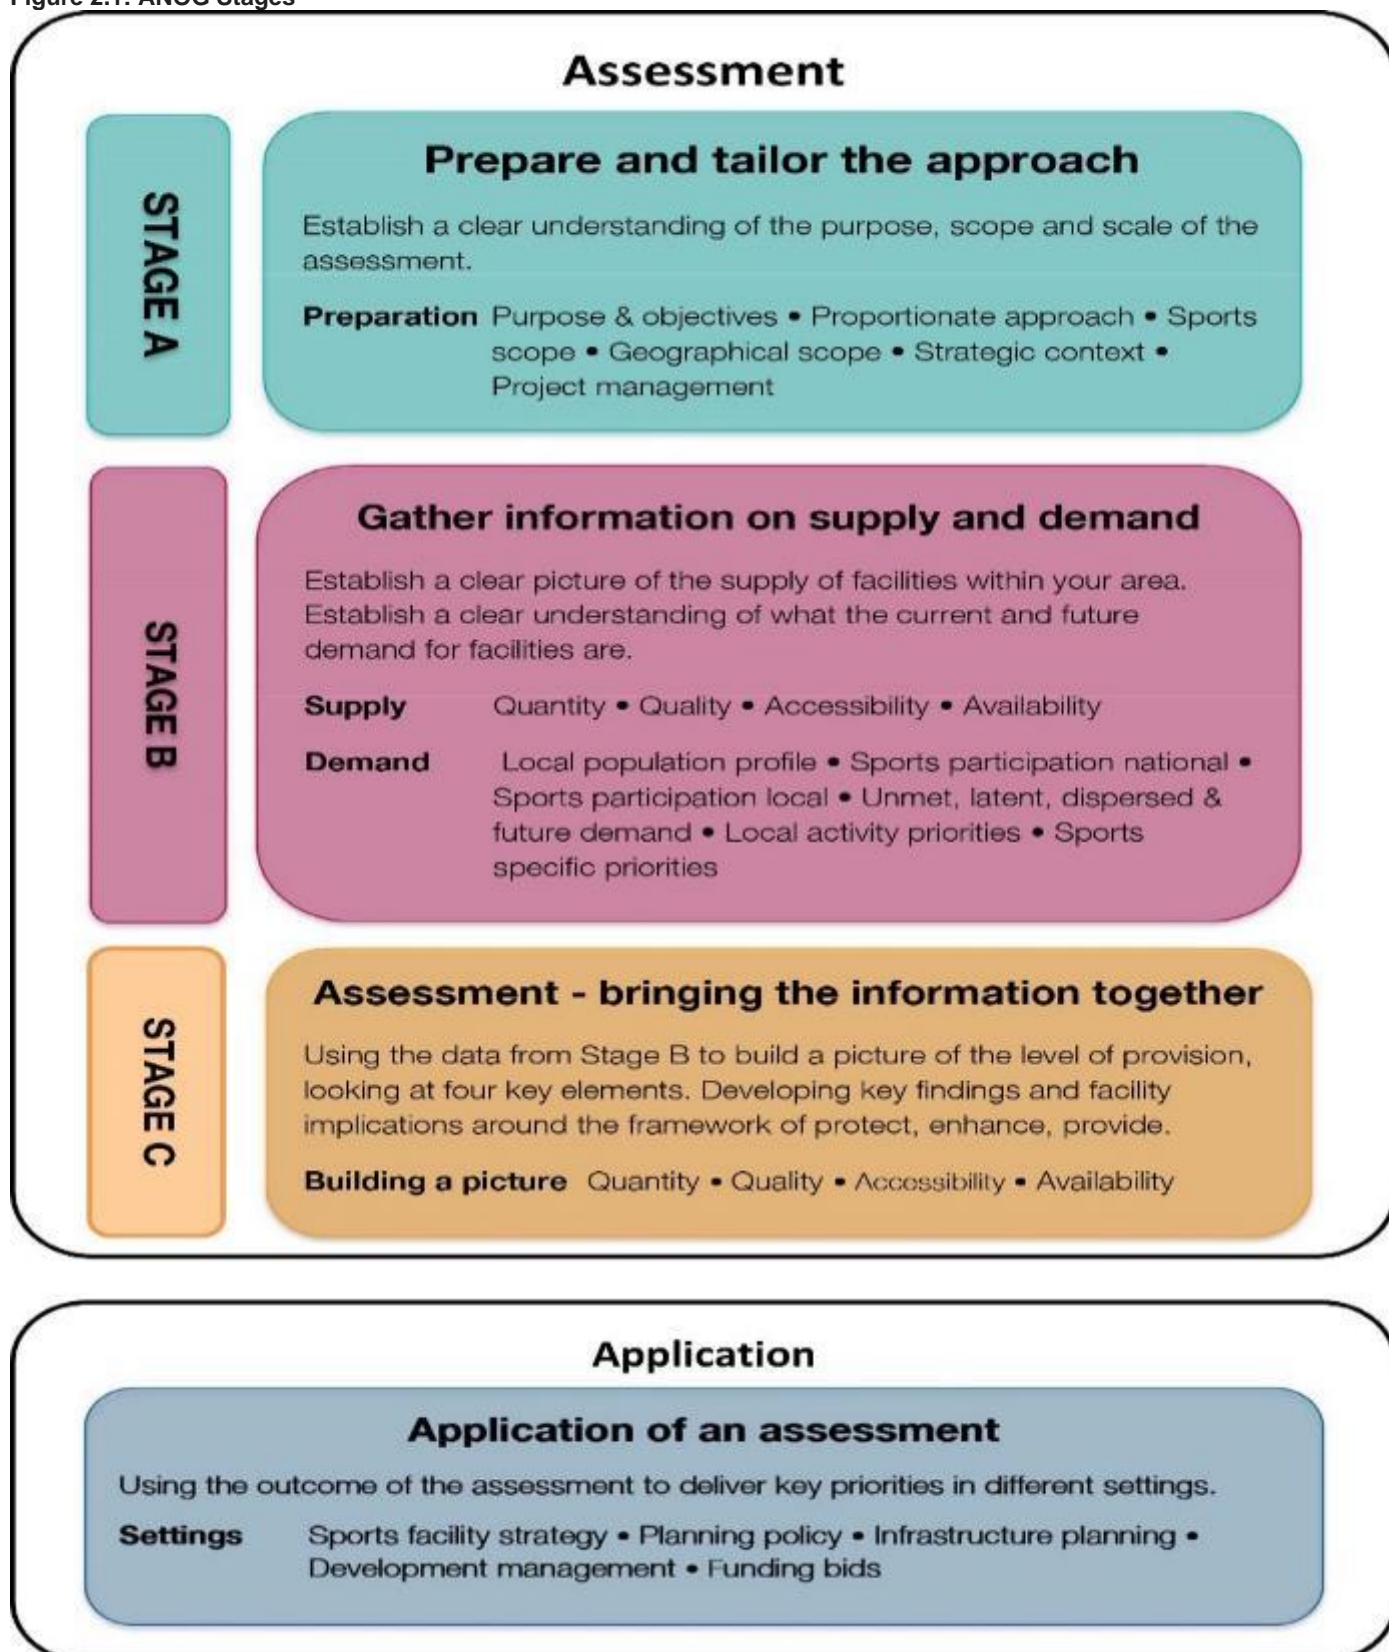 Figure 2.1: ANOG Stages
Assessment
STAGE A
Prepare and tailor the approach
Establish a clear understanding of the purpose, scope and scale of the
assessment.
Preparation Purpose & objectives • Proportionate approach • Sports
scope • Geographical scope • Strategic context •
Project management
STAGE B
Gather information on supply and demand
Establish a clear picture of the supply of facilities within your area.
Establish a clear understanding of what the current and future
demand for facilities are.
Supply Quantity • Quality • Accessibility • Availability
Demand Local population profile • Sports participation national •
Sports participation local • Unmet, latent, dispersed &
future demand • Local activity priorities • Sports
specific priorities
STAGE C
Assessment - bringing the information together
Using the data from Stage B to build a picture of the level of provision,
looking at four key elements. Developing key findings and facility
implications around the framework of protect, enhance, provide.
Building a picture Quantity • Quality • Accessibility • Availability
Application
Application of an assessment
Using the outcome of the assessment to deliver key priorities in different settings.
Settings Sports facility strategy • Planning policy • Infrastructure planning •
Development management • Funding bids